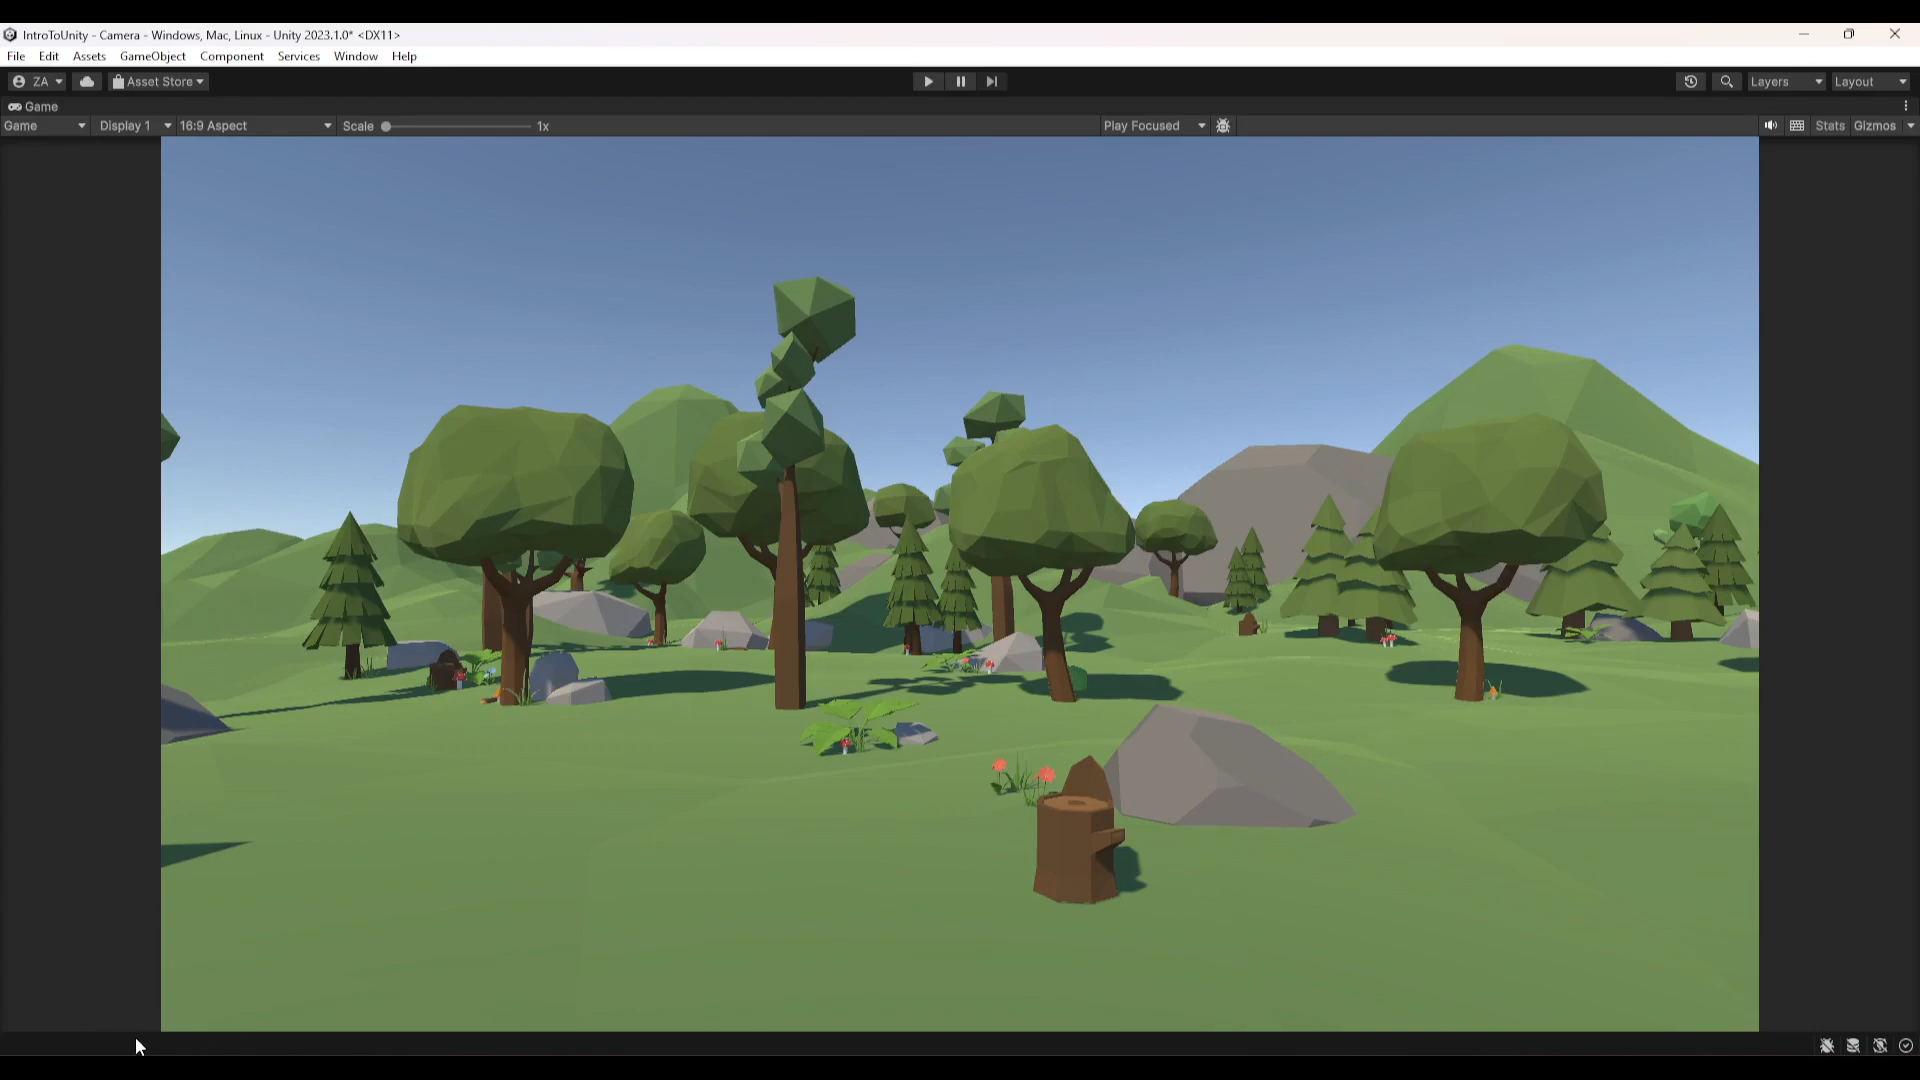 IntroToUnity - Camera - Windows, Mac, Linux - Unity 2023.1.0* <DX11>
File Edit Assets GameObject Component Services Window Help
ZA Asset Store Layers Layout
Game
Game Display 1 16:9 Aspect Scale 1x Play Focused Stats Gizmos